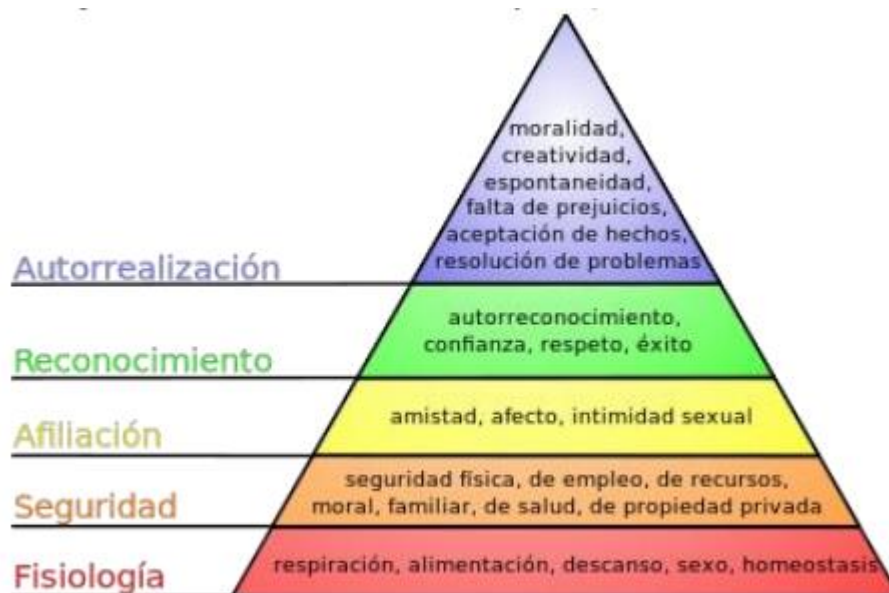 moralidad,
creatividad,
espontaneidad,
falta de prejuicios,
aceptación de hechos,
resolución de problemas
Autorrealización
autorreconocimiento,
confianza, respeto, éxito
Reconocimiento
amistad, afecto, intimidad sexual
Afiliación
seguridad física, de empleo, de recursos,
moral, familiar, de salud, de propiedad privada
Seguridad
respiración, alimentación, descanso, sexo, homeostasis
Fisiología